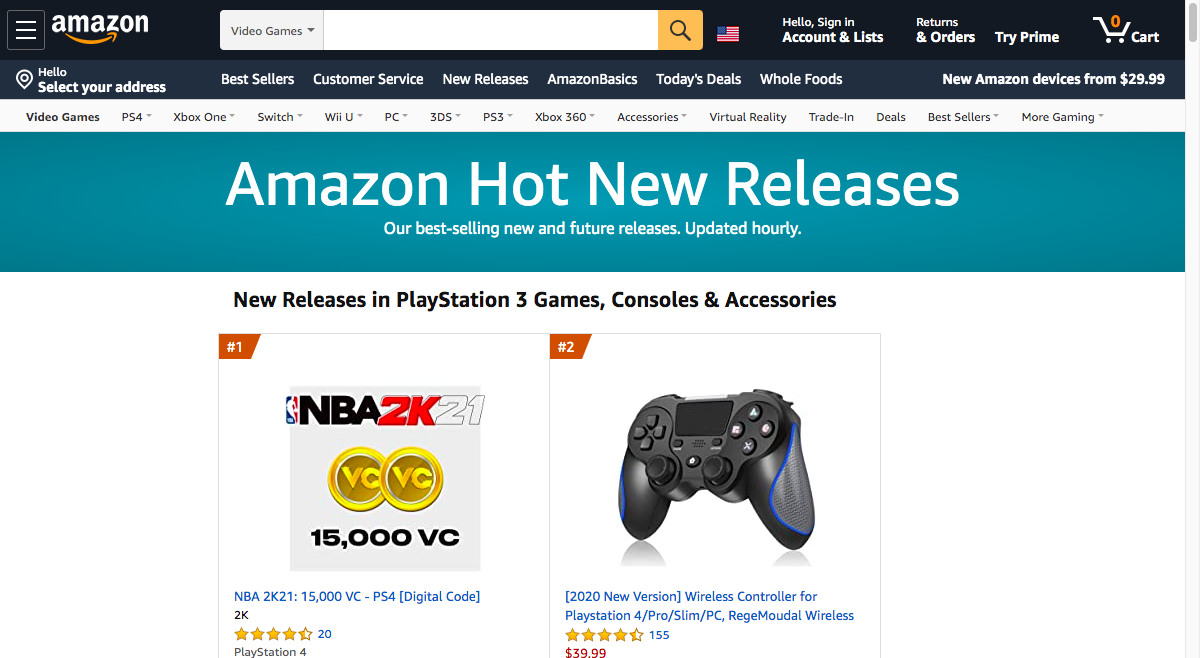 amazon
Video Games
Hello, Sign in
Account & Lists
Returns
& Orders
Try Prime
0
Cart
Hello
Select your address
Best Sellers
Customer Service
New Releases
AmazonBasics
Today's Deals
Whole Foods
New Amazon devices from $29.99
Video Games
PS4
Xbox One
Switch
Wii U
PC
3DS
PS3
Xbox 360
Accessories
Virtual Reality
Trade-In
Deals
Best Sellers
More Gaming
Amazon Hot New Releases
Our best-selling new and future releases. Updated hourly.
New Releases in PlayStation 3 Games, Consoles & Accessories
#1
NBA 2K21
VC VC
15,000 VC
NBA 2K21: 15,000 VC - PS4 [Digital Code]
2K
20
PlayStation 4
#2
[2020 New Version] Wireless Controller for
Playstation 4/Pro/Slim/PC, RegeMoudal Wireless
155
$39.99